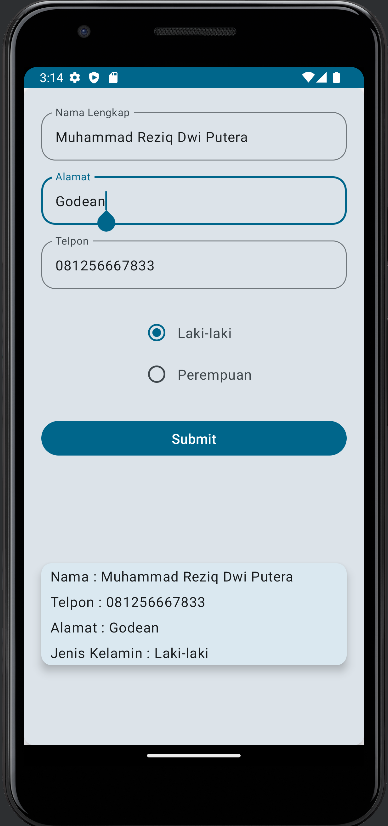 3:14
Nama Lengkap
Muhammad Reziq Dwi Putera
Alamat
Godean
Telpon
081256667833
Laki-laki
Perempuan
Submit
Nama : Muhammad Reziq Dwi Putera
Telpon : 081256667833
Alamat : Godean
Jenis Kelamin : Laki-laki